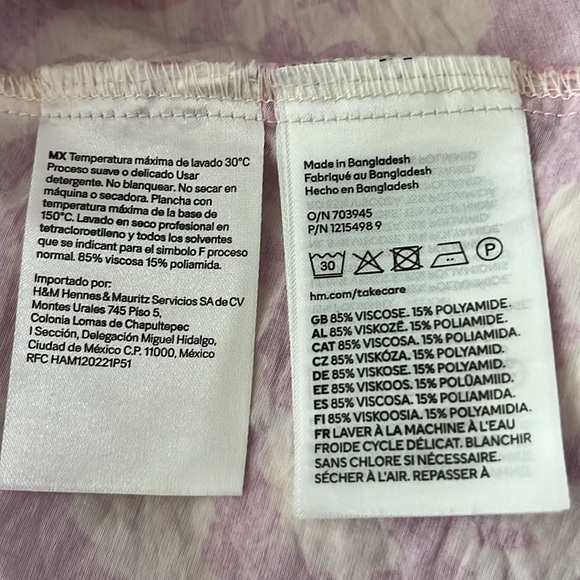 MX Temperatura máxima de lavado 30°C
Proceso suave o delicado Usar
detergente. No blanquear. No secar en
máquina o secadora. Plancha con
temperatura máxima de la base de
150°C. Lavado en seco profesional en
tetracloroetileno y todos los solventes
que se indican para el simbolo F proceso
normal. 85% viscosa 15% poliamida.
Importado por:
H&M Hennes & Mauritz Servicios SA de CV
Montes Urales 745 Piso 5,
Colonia Lomas de Chapultepec
I Sección, Delegación Miguel Hidalgo,
Ciudad de México C.P. 11000, México
RFC HAM120221P51
Made in Bangladesh
Fabriqué au Bangladesh
Hecho en Bangladesh
O/N 703945
P/N 1215498 9
30 P
hm.com/takecare
GB 85% VISCOSE. 15% POLYAMIDE.
AL 85% VISKOZË. 15% POLIAMIDE.
CAT 85% VISCOSA. 15% POLIAMIDA.
CZ 85% VISKÓZA. 15% POLYAMID.
DE 85% VISKOSE. 15% POLYAMID.
EE 85% VISKOOS. 15% POLÜAMIID.
ES 85% VISCOSA. 15% POLIAMIDA.
FI 85% VISKOOSIA. 15% POLYAMIDIA.
FR LAVER À LA MACHINE À L'EAU
FROIDE CYCLE DÉLICAT. BLANCHIR
SANS CHLORE SI NÉCESSAIRE.
SÉCHER À L'AIR. REPASSER À